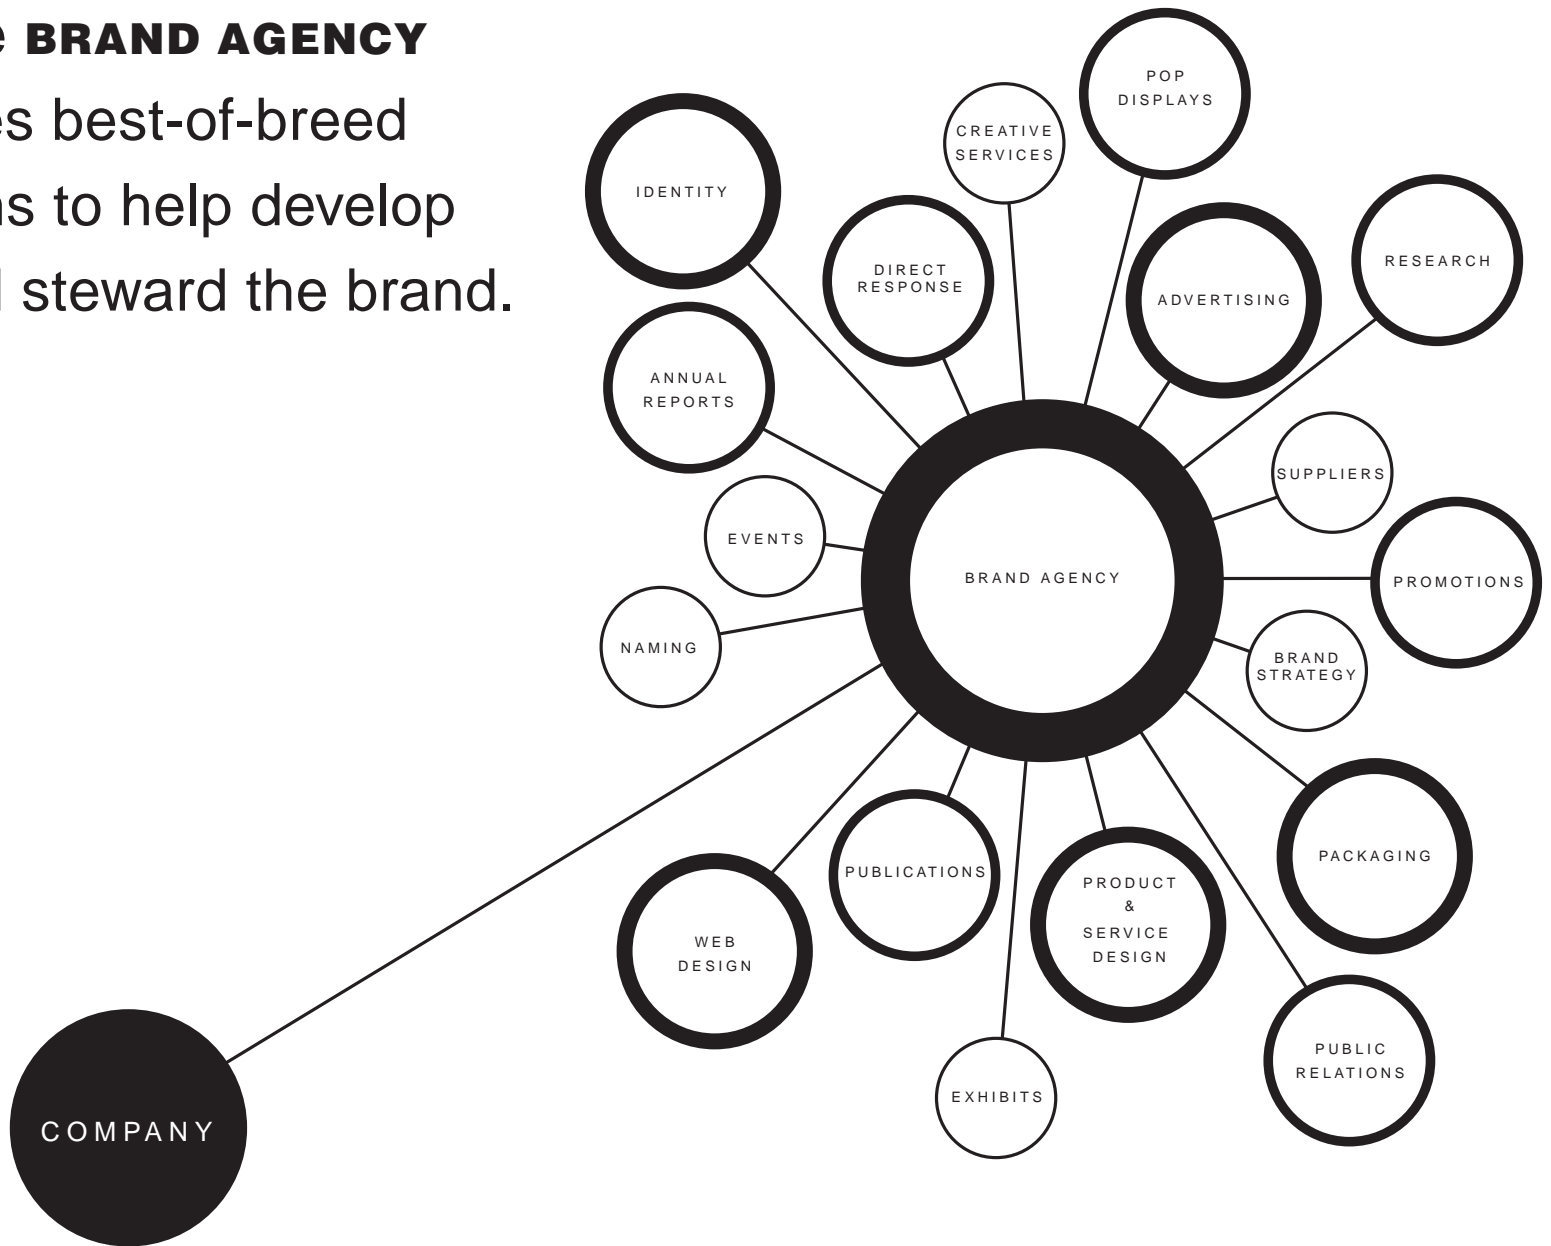 BRAND AGENCY
best-of-breed
to help develop
steward the brand.
POP
DISPLAYS
CREATIVE
SERVICES
IDENTITY
DIRECT
RESPONSE
ADVERTISING
RESEARCH
ANNUAL
REPORTS
SUPPLIERS
EVENTS
BRAND AGENCY
PROMOTIONS
NAMING
BRAND
STRATEGY
PACKAGING
PUBLICATIONS
PRODUCT
&
SERVICE
DESIGN
WEB
DESIGN
PUBLIC
RELATIONS
EXHIBITS
COMPANY